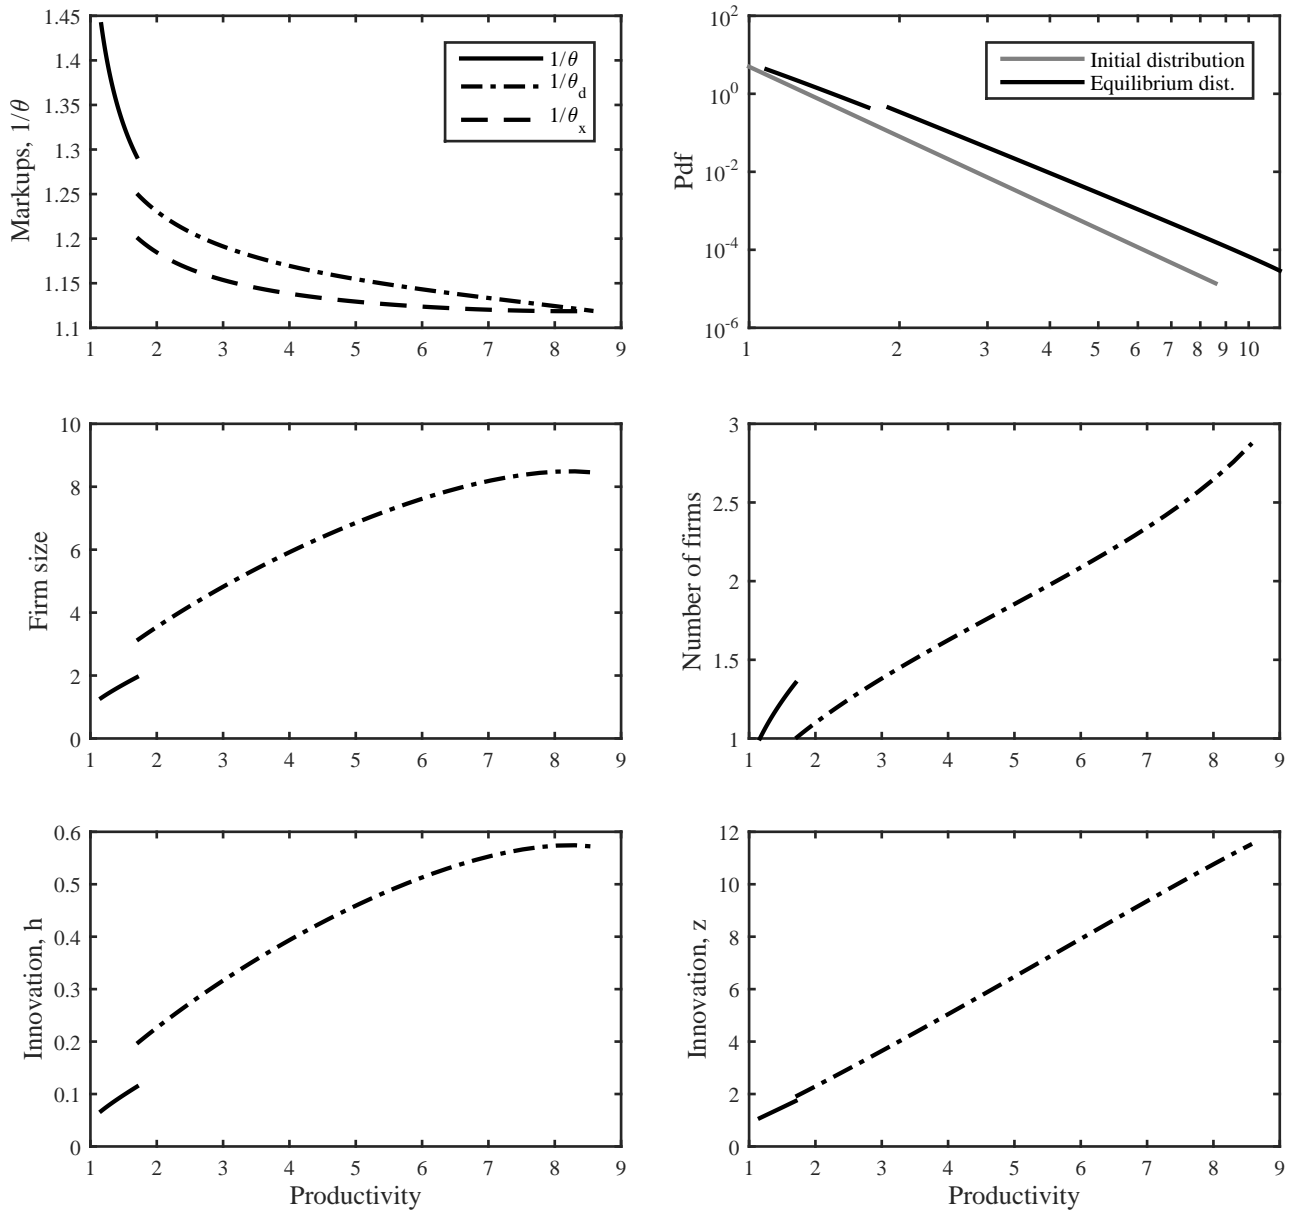 Markups, 1/θ
1.45
1.4
1.35
1.3
1.25
1.2
1.15
1.1
1 2 3 4 5 6 7 8 9
1/θ
1/θd
1/θx
Pdf
10^2
10^0
10^-2
10^-4
10^-6
1 2 3 4 5 6 7 8 9 10
Initial distribution
Equilibrium dist.
Firm size
10
8
6
4
2
0
1 2 3 4 5 6 7 8 9
Number of firms
3
2.5
2
1.5
1
1 2 3 4 5 6 7 8 9
Innovation, h
0.6
0.5
0.4
0.3
0.2
0.1
0
1 2 3 4 5 6 7 8 9
Productivity
Innovation, z
12
10
8
6
4
2
0
1 2 3 4 5 6 7 8 9
Productivity